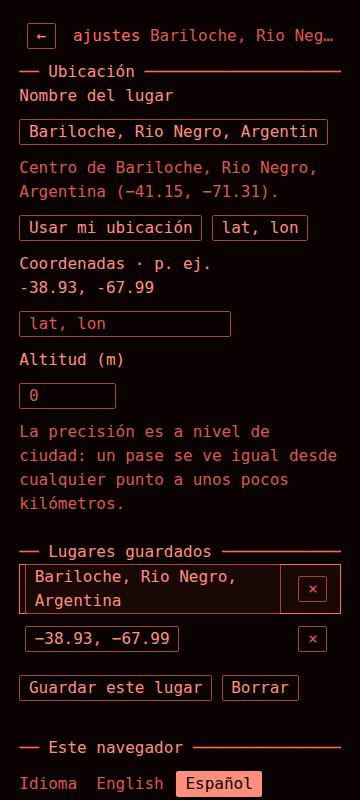 ← ajustes Bariloche, Rio Neg…
Ubicación
Nombre del lugar
Bariloche, Rio Negro, Argentin
Centro de Bariloche, Rio Negro,
Argentina (−41.15, −71.31).
Usar mi ubicación lat, lon
Coordenadas · p. ej.
-38.93, -67.99
lat, lon
Altitud (m)
0
La precisión es a nivel de
ciudad: un pase se ve igual desde
cualquier punto a unos pocos
kilómetros.
Lugares guardados
Bariloche, Rio Negro,
Argentina ×
−38.93, −67.99 ×
Guardar este lugar Borrar
Este navegador
Idioma English Español